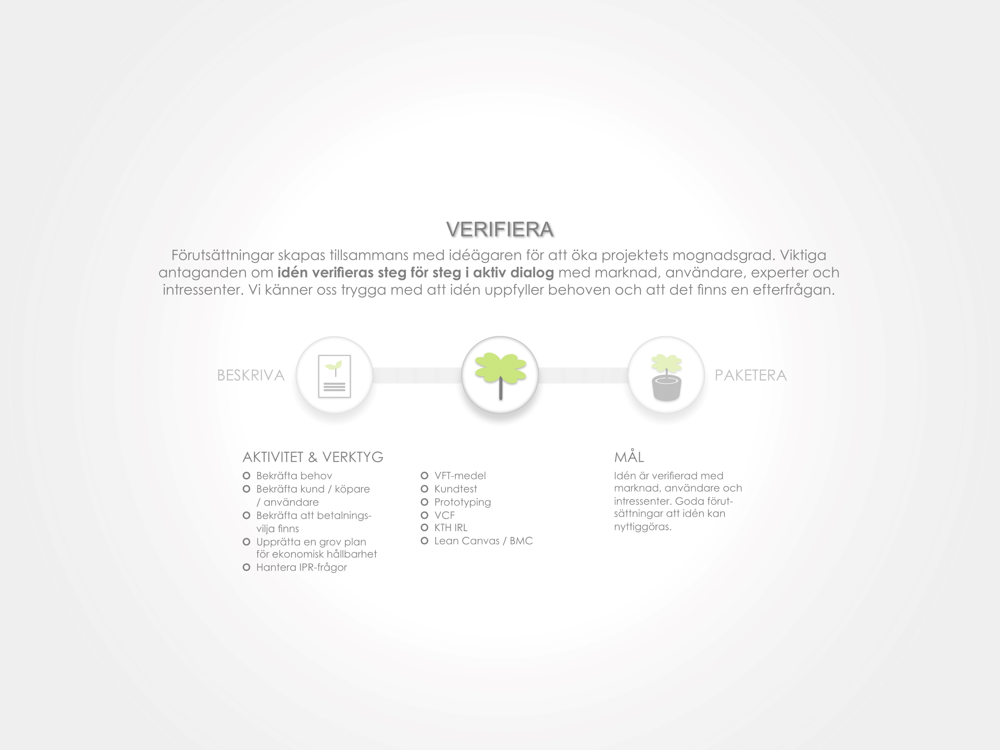 VERIFIERA
Förutsättningar skapas tillsammans med idéägaren för att öka projektets mognadsgrad. Viktiga
antaganden om idén verifieras steg för steg i aktiv dialog med marknad, användare, experter och
intressenter. Vi känner oss trygga med att idén uppfyller behoven och att det finns en efterfrågan.
BESKRIVA
PAKETERA
AKTIVITET & VERKTYG
Bekräfta behov
Bekräfta kund / köpare
/ användare
Bekräfta att betalnings-
vilja finns
Upprätta en grov plan
för ekonomisk hållbarhet
Hantera IPR-frågor
VFT-medel
Kundtest
Prototyping
VCF
KTH IRL
Lean Canvas / BMC
MÅL
Idén är verifierad med
marknad, användare och
intressenter. Goda förut-
sättningar att idén kan
nyttiggöras.